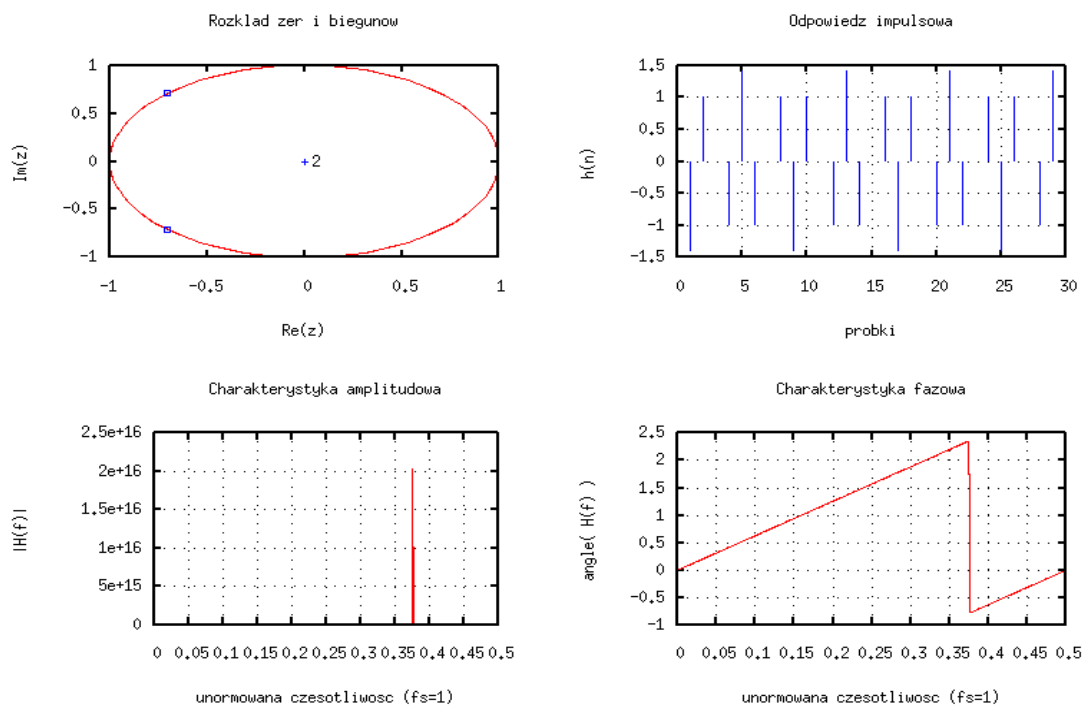 Rozklad zer i biegunow
Im(z)
1
0.5
0
-0.5
-1
2
-1 -0.5 0 0.5 1
Re(z)
Odpowiedz impulsowa
h(n)
1.5
1
0.5
0
-0.5
-1
-1.5
0 5 10 15 20 25 30
probki
Charakterystyka amplitudowa
|H(f)|
2.5e+16
2e+16
1.5e+16
1e+16
5e+15
0
0 0.05 0.1 0.15 0.2 0.25 0.3 0.35 0.4 0.45 0.5
unormowana czesotliwosc (fs=1)
Charakterystyka fazowa
angle( H(f) )
2.5
2
1.5
1
0.5
0
-0.5
-1
0 0.05 0.1 0.15 0.2 0.25 0.3 0.35 0.4 0.45 0.5
unormowana czesotliwosc (fs=1)